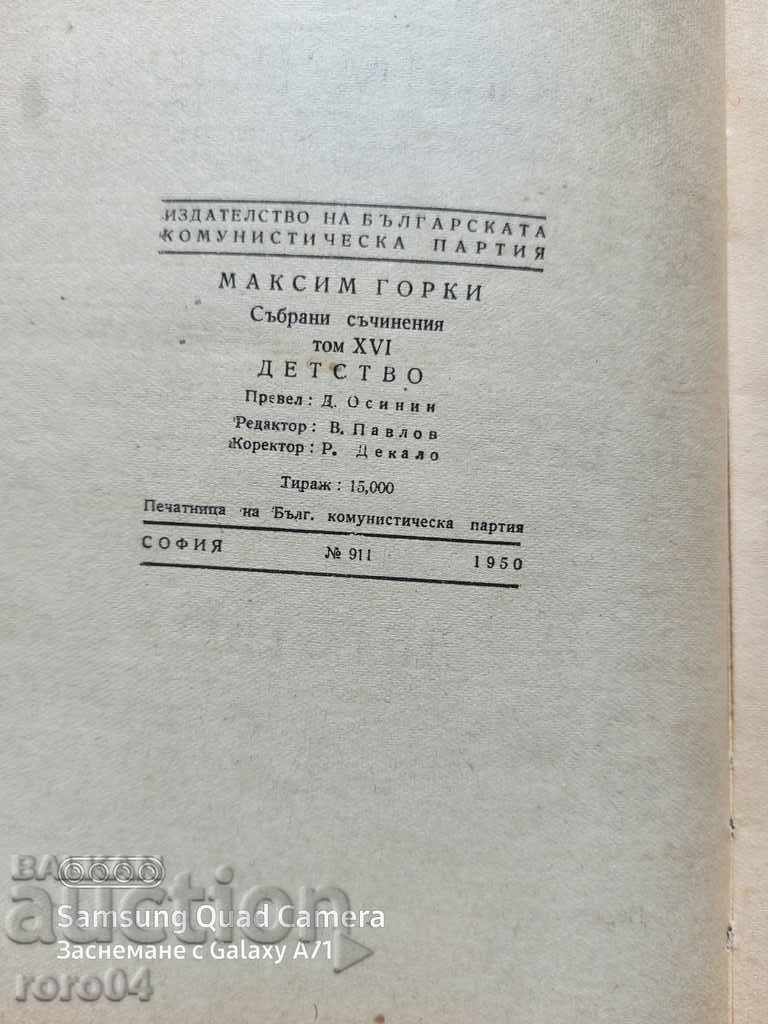 ИЗДАТЕЛСТВО НА БЪЛГАРСКАТА
КОМУНИСТИЧЕСКА ПАРТИЯ
МАКСИМ ГОРКИ
Събрани съчинения
том XVI
ДЕТСТВО
Превел: Д. Осинин
Редактор: В. Павлов
Коректор: Р. Декало
Тираж: 15,000
Печатница на Бълг. комунистическа партия
СОФИЯ № 911 1950
БАЛКАН
auction
Samsung Quad Camera
Заснемане с Galaxy A71
roro04